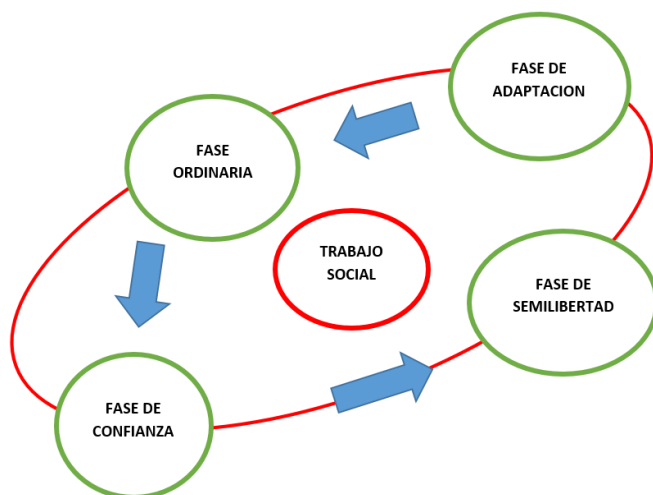 FASE DE
ADAPTACION
FASE
ORDINARIA
TRABAJO
SOCIAL
FASE DE
SEMILIBERTAD
FASE DE
CONFIANZA